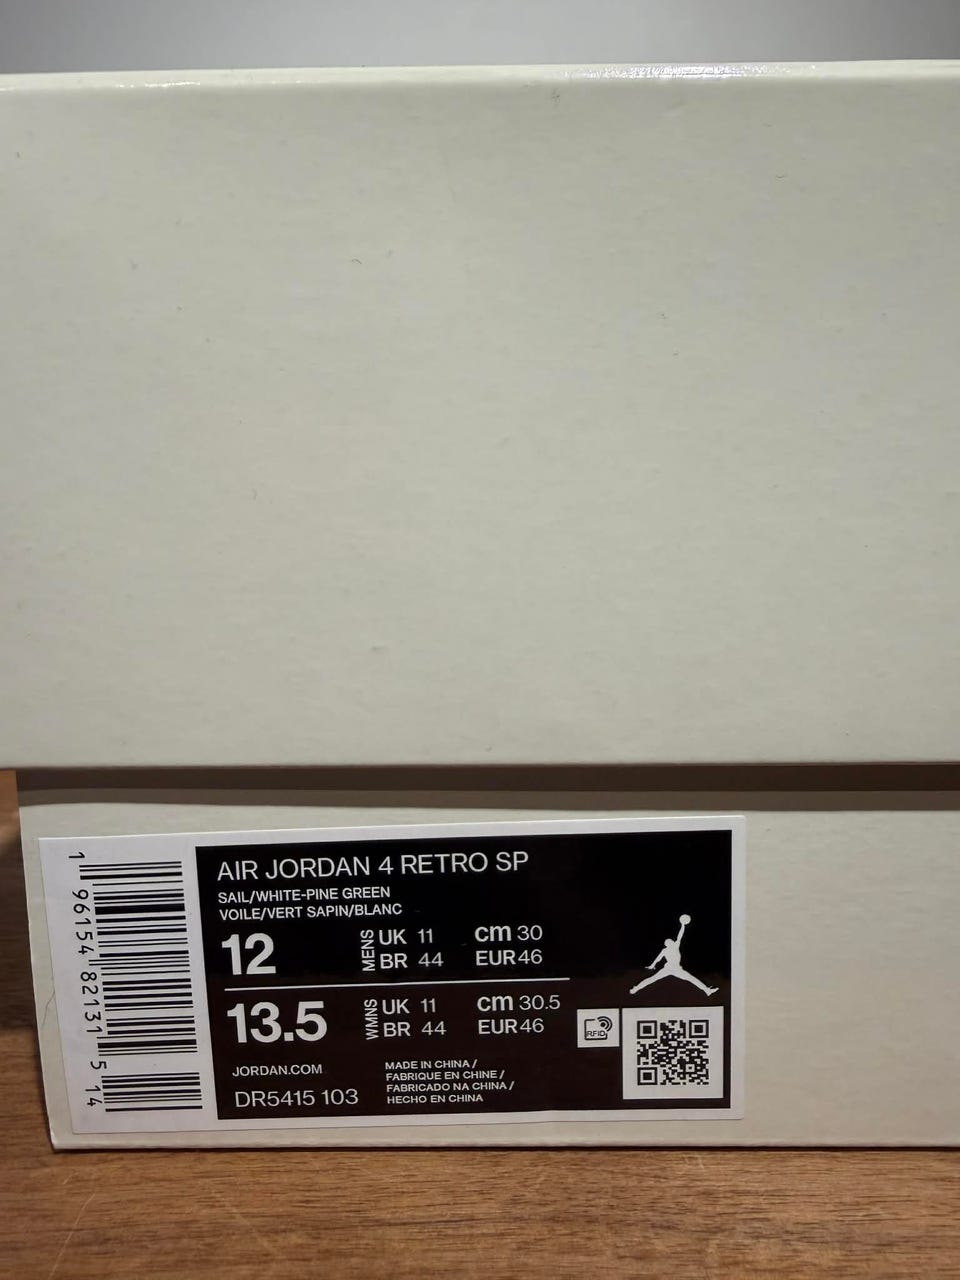 1 96154 82131 5 14
AIR JORDAN 4 RETRO SP
SAIL/WHITE-PINE GREEN
VOILE/VERT SAPIN/BLANC
12 MENS UK 11 cm 30
BR 44 EUR 46
13.5 WMNS UK 11 cm 30.5
BR 44 EUR 46
RFID
JORDAN.COM
DR5415 103
MADE IN CHINA /
FABRIQUE EN CHINE /
FABRICADO NA CHINA /
HECHO EN CHINA